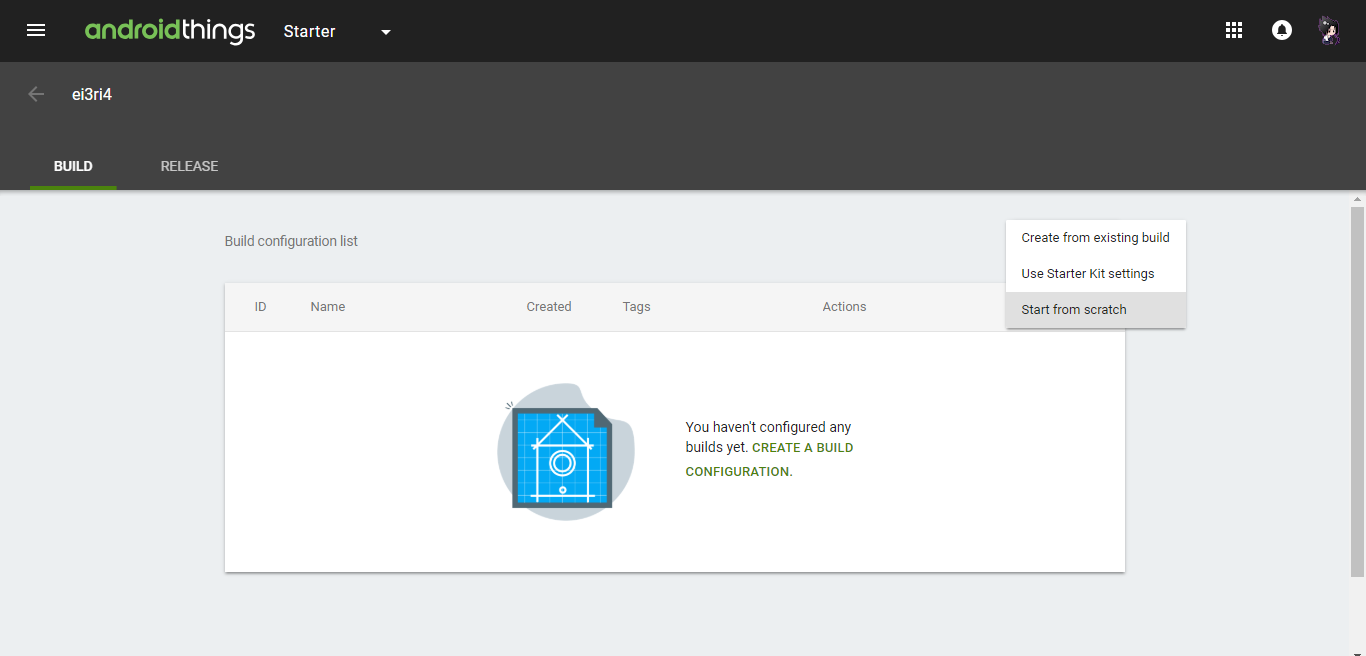 androidthings Starter
ei3ri4
BUILD RELEASE
Build configuration list
Create from existing build
Use Starter Kit settings
Start from scratch
ID Name Created Tags Actions
You haven't configured any
builds yet. CREATE A BUILD
CONFIGURATION.